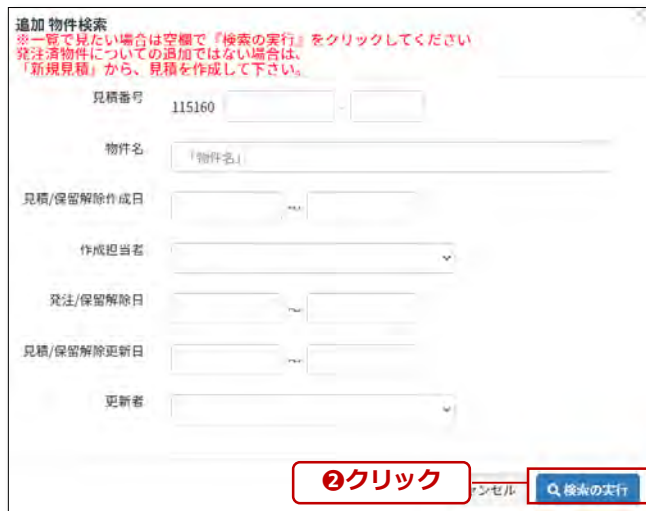 追加 物件検索
※一覧で見たい場合は空欄で『検索の実行』をクリックしてください
発注済物件についての追加ではない場合は、
「新規見積」から、見積を作成して下さい。
見積番号 115160 -
物件名 「物件名」
見積/保留解除作成日 ~
作成担当者
発注/保留解除日 ~
見積/保留解除更新日 ~
更新者
❷クリック ンセル 検索の実行